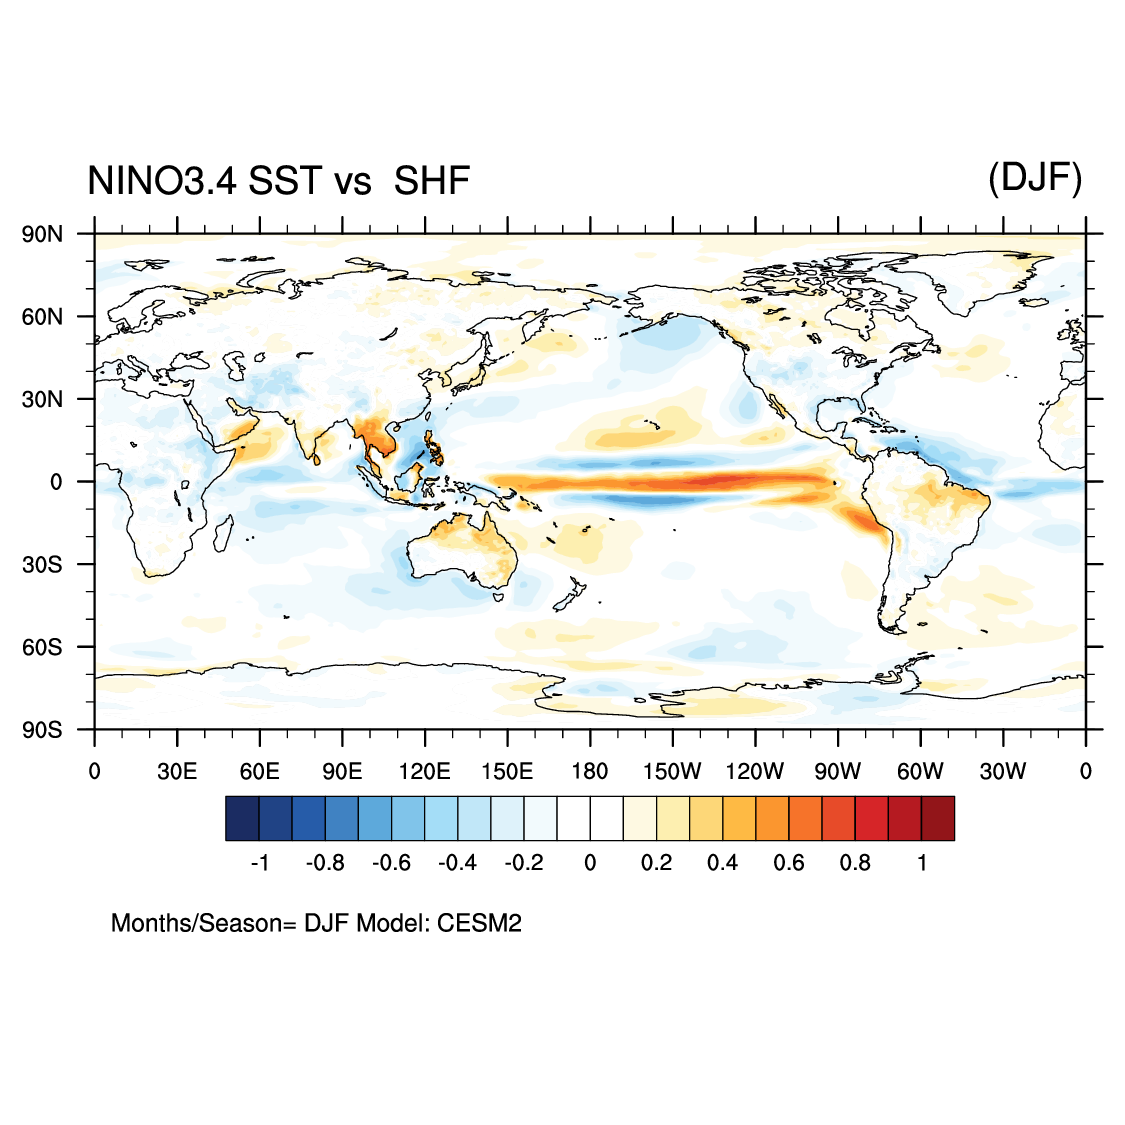 NINO3.4 SST vs  SHF
(DJF)
90N
60N
30N
0
30S
60S
90S
0 30E 60E 90E 120E 150E 180 150W 120W 90W 60W 30W 0
-1 -0.8 -0.6 -0.4 -0.2 0 0.2 0.4 0.6 0.8 1
Months/Season= DJF Model: CESM2